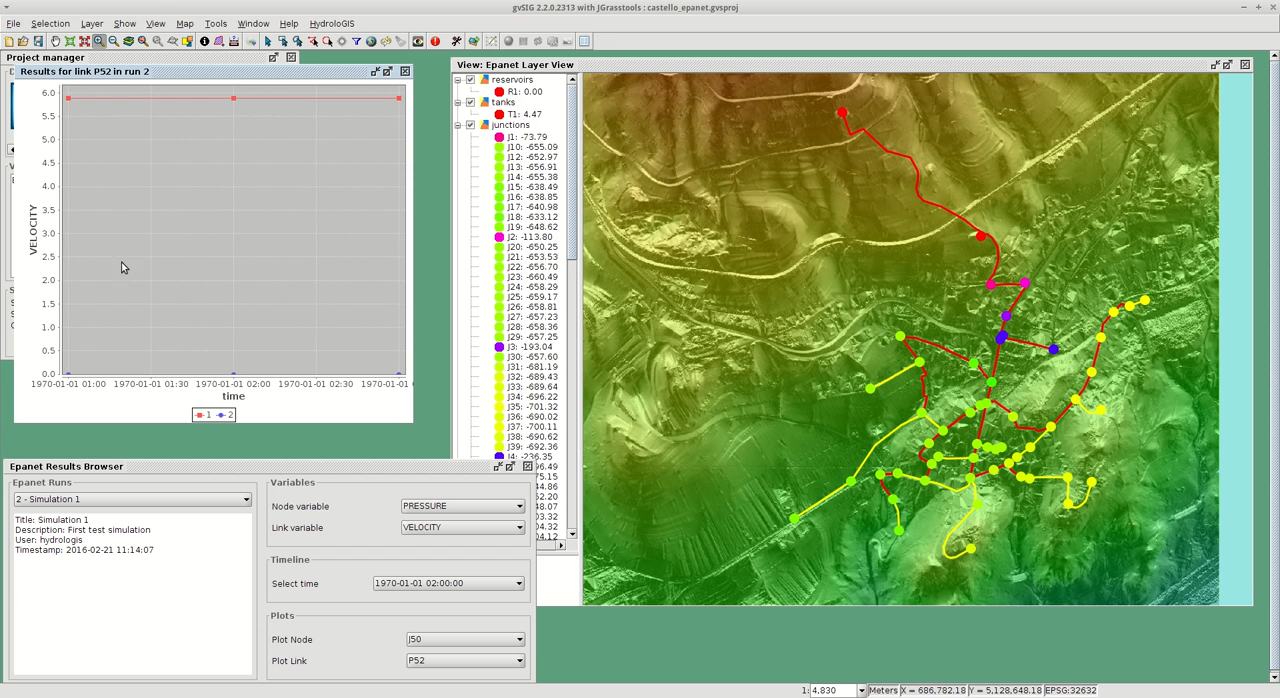 gvSIG 2.2.0.2313 with JGrasstools : castello_epanet.gvsproj
File Selection Layer Show View Map Tools Window Help HydroloGIS
Project manager
Results for link P52 in run 2
6.0
5.5
5.0
4.5
4.0
3.5
3.0
2.5
2.0
1.5
1.0
0.5
0.0
VELOCITY
1970-01-01 01:00 1970-01-01 01:30 1970-01-01 02:00 1970-01-01 02:30 1970-01-01
time
1 2
View: Epanet Layer View
reservoirs
R1: 0.00
tanks
T1: 4.47
junctions
J1: -73.79
J10: -655.09
J12: -652.97
J13: -656.91
J14: -655.38
J15: -638.49
J16: -638.85
J17: -640.98
J18: -633.12
J19: -648.62
J2: -113.80
J20: -650.25
J21: -653.53
J22: -656.70
J23: -660.49
J24: -658.29
J25: -659.17
J26: -658.81
J27: -657.23
J28: -658.36
J29: -657.25
J3: -193.04
J30: -657.60
J31: -681.19
J32: -689.43
J33: -689.64
J34: -696.22
J35: -701.32
J36: -690.02
J37: -700.11
J38: -690.62
J39: -692.36
J4: -236.35
Epanet Results Browser
Epanet Runs
2 - Simulation 1
Title: Simulation 1
Description: First test simulation
User: hydrologis
Timestamp: 2016-02-21 11:14:07
Variables
Node variable PRESSURE
Link variable VELOCITY
Timeline
Select time 1970-01-01 02:00:00
Plots
Plot Node J50
Plot Link P52
1: 4,830 Meters X = 686,782.18 Y = 5,128,648.18 EPSG:32632